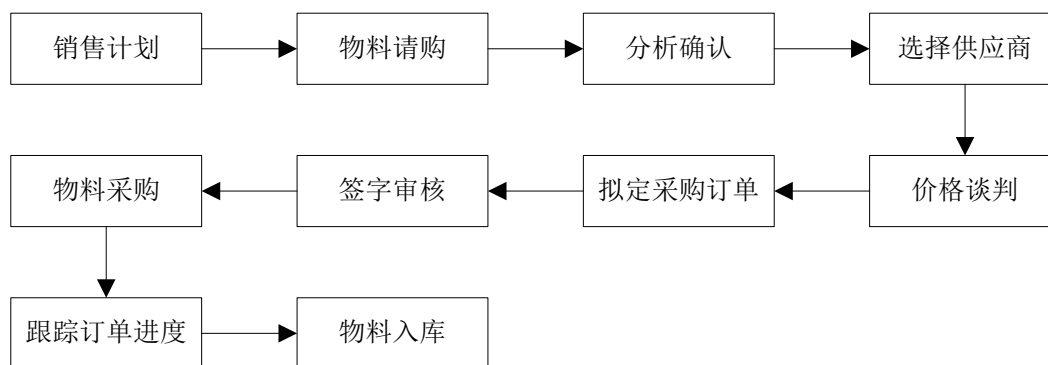 销售计划
物料请购
分析确认
选择供应商
价格谈判
拟定采购订单
签字审核
物料采购
跟踪订单进度
物料入库